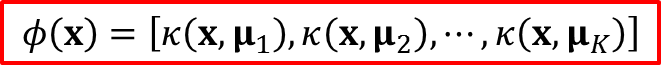 𝜙(𝐱) = [𝜅(𝐱, 𝛍₁), 𝜅(𝐱, 𝛍₂), ⋯, 𝜅(𝐱, 𝛍_𝐾)]